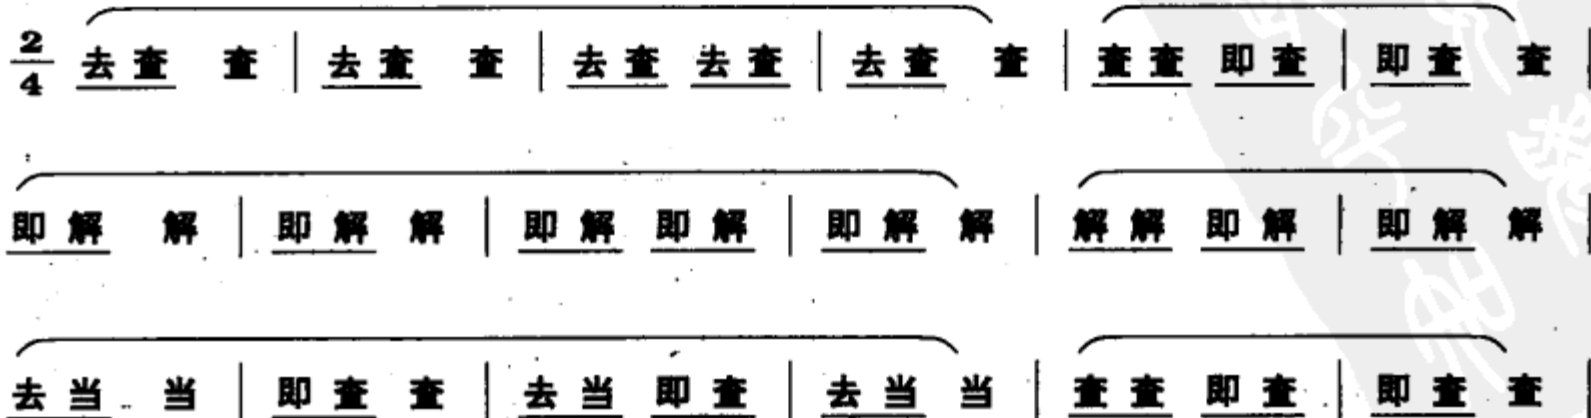 2/4 去查 查 | 去查 查 | 去查 去查 | 去查 查 | 查查 即查 | 即查 查 |
即解 解 | 即解 解 | 即解 即解 | 即解 解 | 解解 即解 | 即解 解 |
去当 当 | 即查 查 | 去当 即查 | 去当 当 | 查查 即查 | 即查 查 |